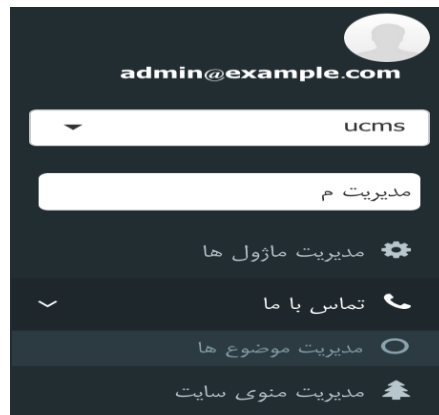 admin@example.com
ucms
مدیریت م
مدیریت ماژول ها
تماس با ما
مدیریت موضوع ها
مدیریت منوی سایت